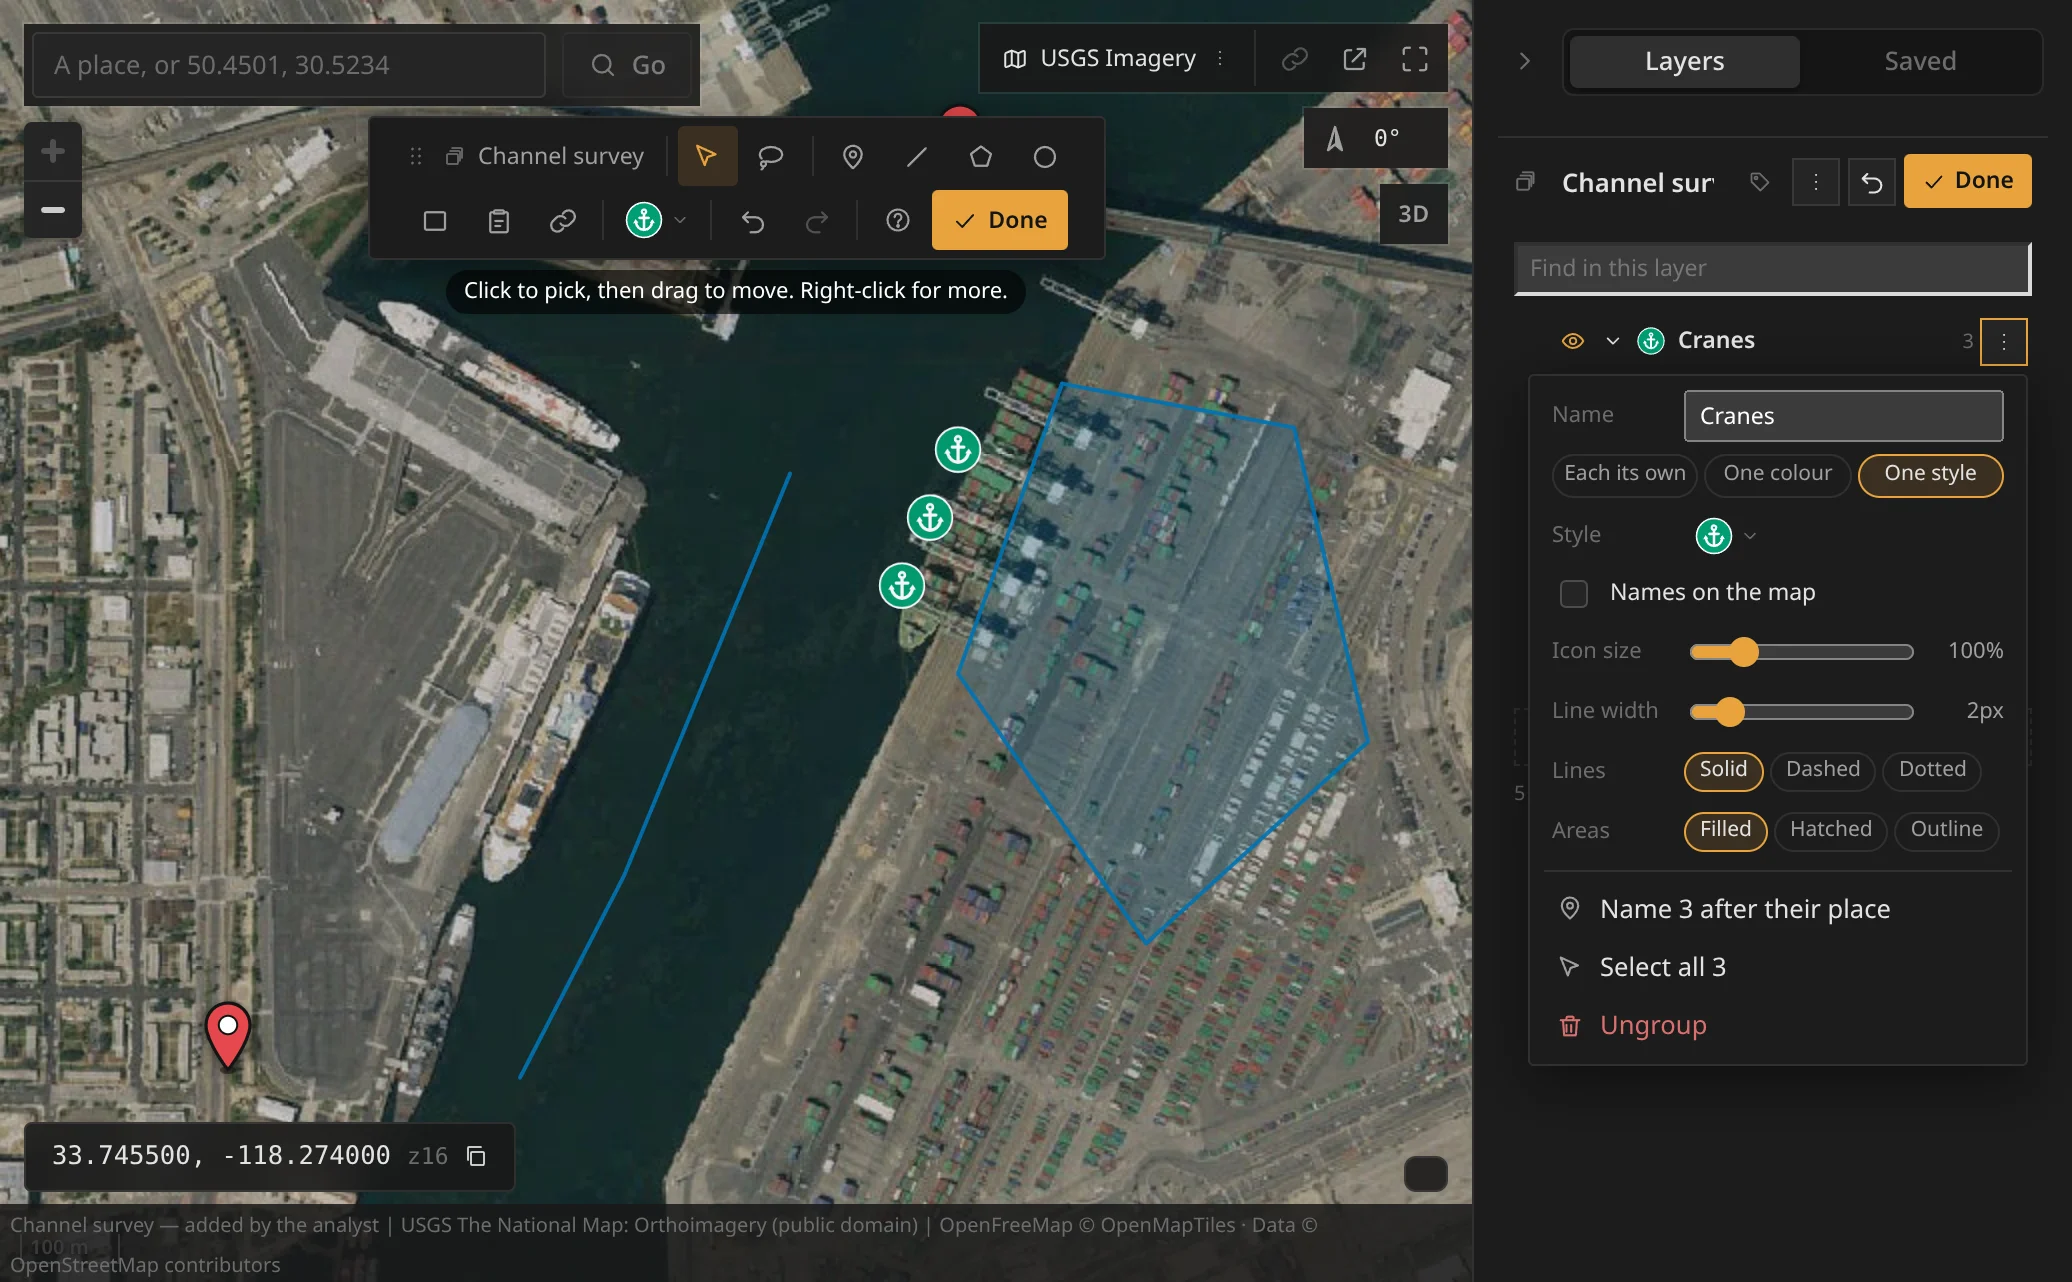 A place, or 50.4501, 30.5234
Go
USGS Imagery
Layers
Saved
0°
3D
Channel survey
Done
Click to pick, then drag to move. Right-click for more.
Channel sur
Done
Find in this layer
Cranes
3
Name
Cranes
Each its own
One colour
One style
Style
Names on the map
Icon size
100%
Line width
2px
Lines
Solid
Dashed
Dotted
5
Areas
Filled
Hatched
Outline
Name 3 after their place
Select all 3
Ungroup
33.745500, -118.274000 z16
Channel survey — added by the analyst | USGS The National Map: Orthoimagery (public domain) | OpenFreeMap © OpenMapTiles · Data ©
100 m
OpenStreetMap contributors